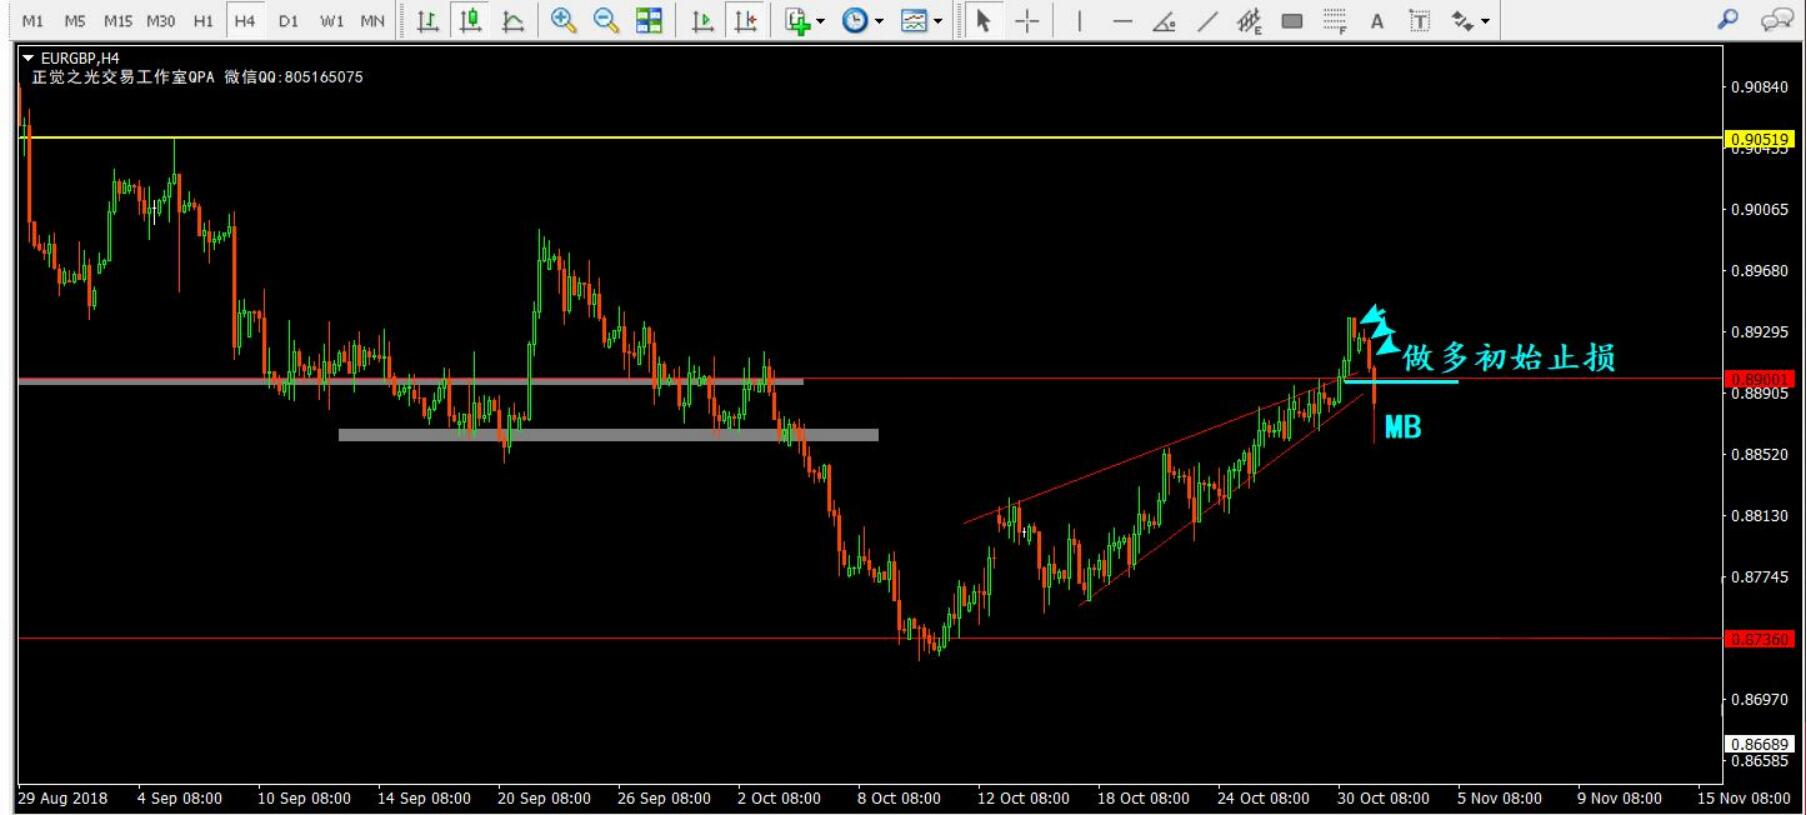 M1 M5 M15 M30 H1 H4 D1 W1 MN E F A T
EURGBP,H4
正觉之光交易工作室QPA 微信QQ:805165075
0.90840
0.90519
0.90065
0.89680
0.89295
做多初始止损
0.89001
0.88905
MB
0.88520
0.88130
0.87745
0.87360
0.86970
0.86689
0.86585
29 Aug 2018 4 Sep 08:00 10 Sep 08:00 14 Sep 08:00 20 Sep 08:00 26 Sep 08:00 2 Oct 08:00 8 Oct 08:00 12 Oct 08:00 18 Oct 08:00 24 Oct 08:00 30 Oct 08:00 5 Nov 08:00 9 Nov 08:00 15 Nov 08:00